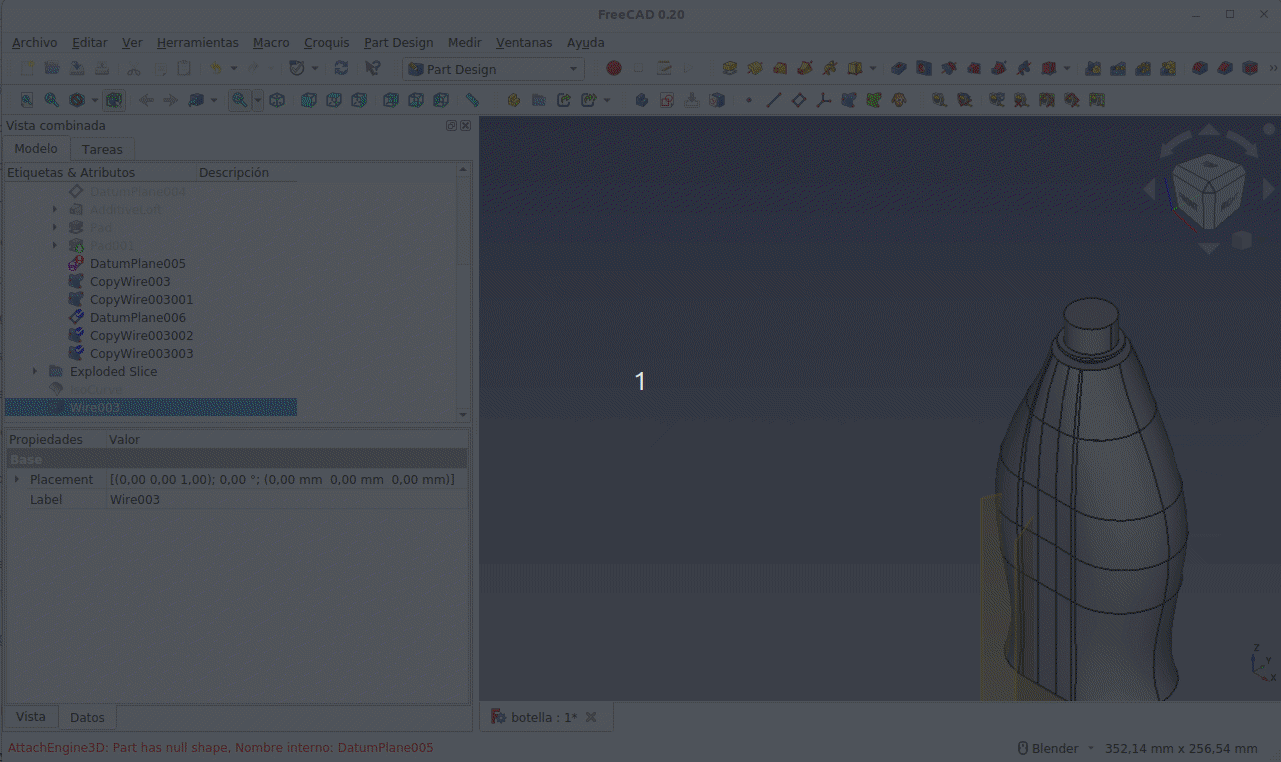 FreeCAD 0.20
Archivo Editar Ver Herramientas Macro Croquis Part Design Medir Ventanas Ayuda
Part Design
Vista combinada
Modelo Tareas
Etiquetas & Atributos Descripción
DatumPlane004
AdditiveLoft
Pad
Pad001
DatumPlane005
CopyWire003
CopyWire003001
DatumPlane006
CopyWire003002
CopyWire003003
Exploded Slice
IsoCurve
Wire003
1
Propiedades Valor
Base
Placement [(0,00 0,00 1,00); 0,00 °; (0,00 mm 0,00 mm 0,00 mm)]
Label Wire003
Z
Y
X
Vista Datos
botella : 1*
AttachEngine3D: Part has null shape, Nombre interno: DatumPlane005
Blender 352,14 mm x 256,54 mm